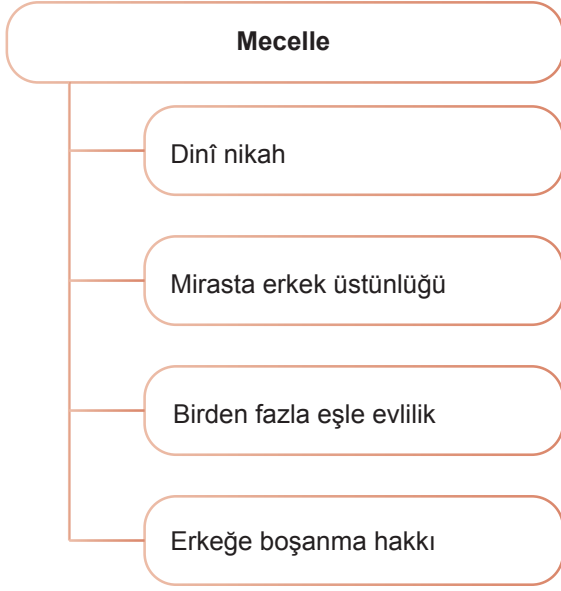 Mecelle
Dinî nikah
Mirasta erkek üstünlüğü
Birden fazla eşle evlilik
Erkeğe boşanma hakkı